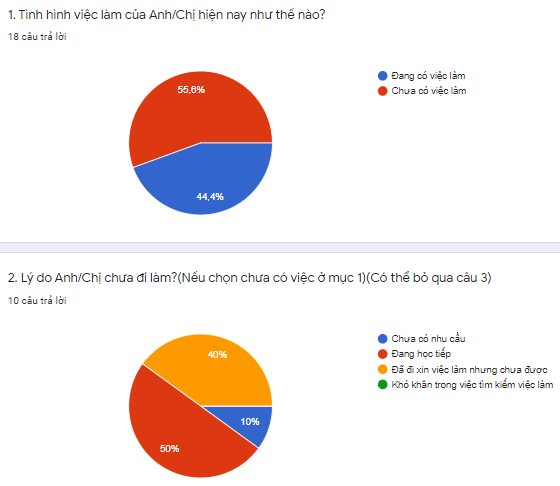 1. Tình hình việc làm của Anh/Chị hiện nay như thế nào?
18 câu trả lời
55,6%
44,4%
Đang có việc làm
Chưa có việc làm
2. Lý do Anh/Chị chưa đi làm?(Nếu chọn chưa có việc ở mục 1)(Có thể bỏ qua câu 3)
10 câu trả lời
40%
10%
50%
Chưa có nhu cầu
Đang học tiếp
Đã đi xin việc làm nhưng chưa được
Khó khăn trong việc tìm kiếm việc làm